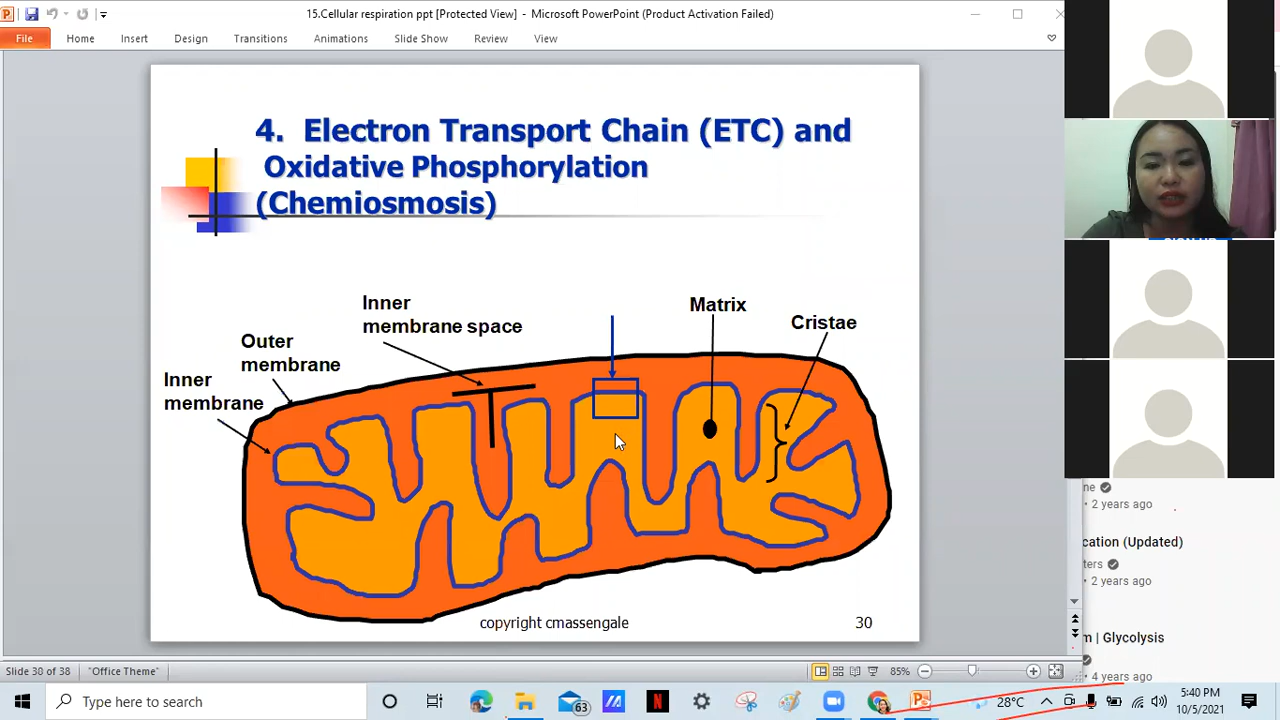 15.Cellular respiration ppt [Protected View] - Microsoft PowerPoint (Product Activation Failed)
File Home Insert Design Transitions Animations Slide Show Review View
4. Electron Transport Chain (ETC) and
Oxidative Phosphorylation
(Chemiosmosis)
Inner
membrane space
Matrix
Cristae
Outer
membrane
Inner
membrane
copyright cmassengale
30
ne
• 2 years ago
cation (Updated)
ters
• 2 years ago
m | Glycolysis
• 4 years ago
Slide 30 of 38 "Office Theme" 85%
Type here to search
63
28°C
5:40 PM
10/5/2021